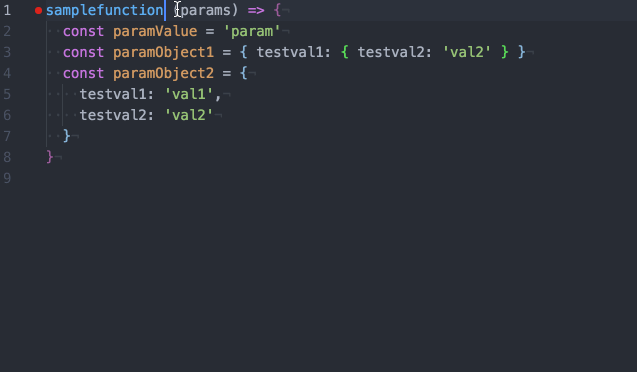 1 samplefunction (params) => {
2 const paramValue = 'param'
3 const paramObject1 = { testval1: { testval2: 'val2' } }
4 const paramObject2 = {
5 testval1: 'val1',
6 testval2: 'val2'
7 }
8 }
9